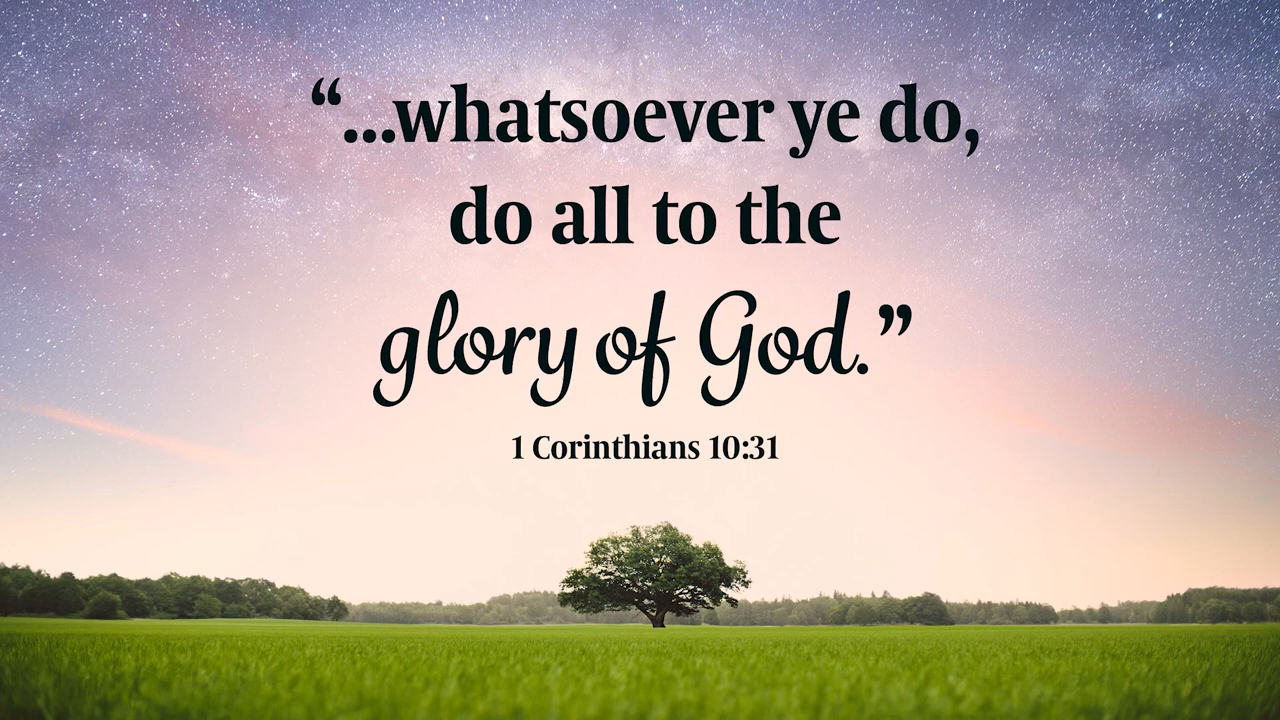 “...whatsoever ye do,
do all to the
glory of God.”
1 Corinthians 10:31